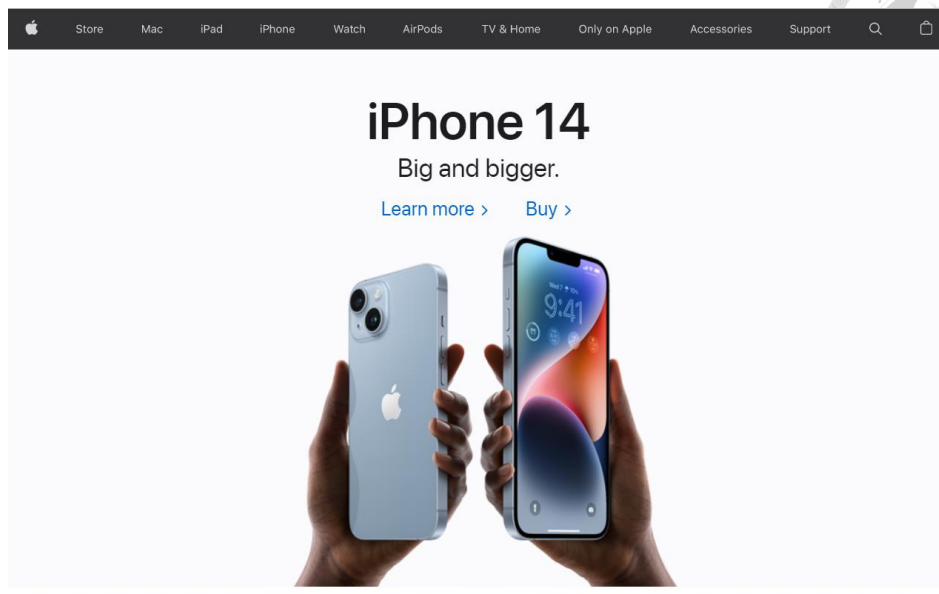 Store Mac iPad iPhone Watch AirPods TV & Home Only on Apple Accessories Support
iPhone 14
Big and bigger.
Learn more > Buy >
9:41